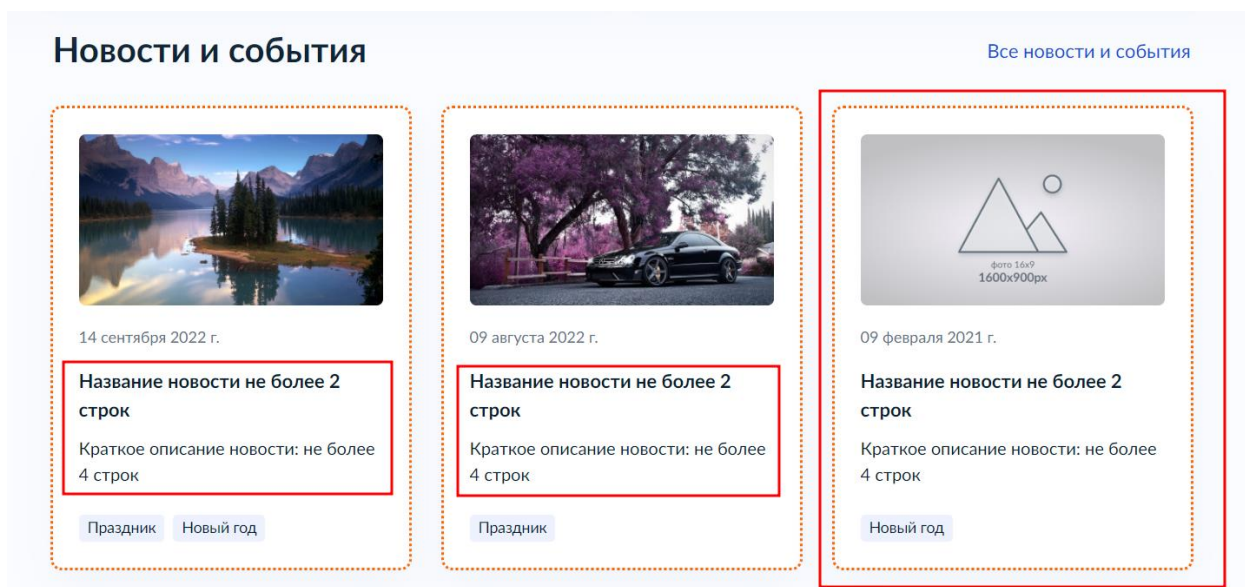 Новости и события
Все новости и события
14 сентября 2022 г.
Название новости не более 2
строк
Краткое описание новости: не более
4 строк
Праздник Новый год
09 августа 2022 г.
Название новости не более 2
строк
Краткое описание новости: не более
4 строк
Праздник
фото 16x9
1600x900px
09 февраля 2021 г.
Название новости не более 2
строк
Краткое описание новости: не более
4 строк
Новый год